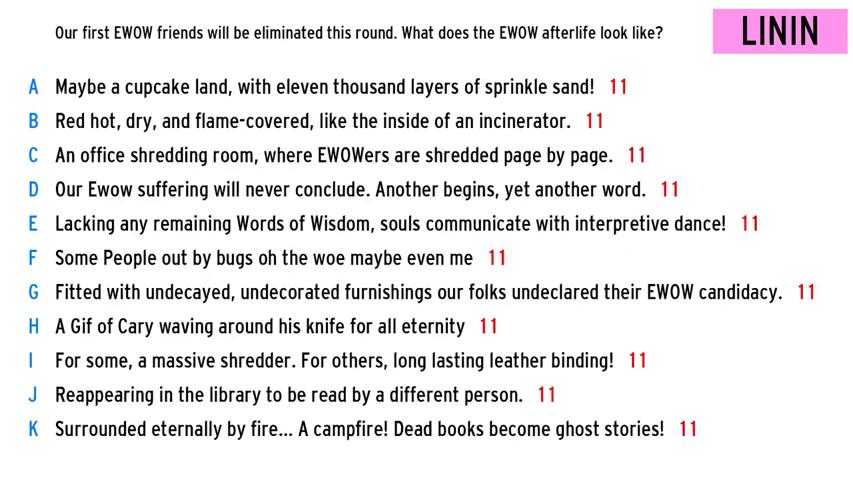 Our first EWOW friends will be eliminated this round. What does the EWOW afterlife look like?
LININ
A Maybe a cupcake land, with eleven thousand layers of sprinkle sand! 11
B Red hot, dry, and flame-covered, like the inside of an incinerator. 11
C An office shredding room, where EWOWers are shredded page by page. 11
D Our Ewow suffering will never conclude. Another begins, yet another word. 11
E Lacking any remaining Words of Wisdom, souls communicate with interpretive dance! 11
F Some People out by bugs oh the woe maybe even me 11
G Fitted with undecayed, undecorated furnishings our folks undeclared their EWOW candidacy. 11
H A Gif of Cary waving around his knife for all eternity 11
I For some, a massive shredder. For others, long lasting leather binding! 11
J Reappearing in the library to be read by a different person. 11
K Surrounded eternally by fire... A campfire! Dead books become ghost stories! 11